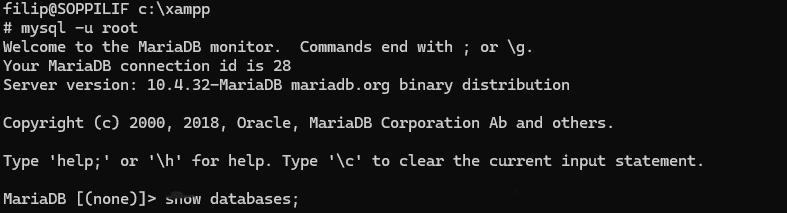 filip@SOPPILIF c:\xampp
# mysql -u root
Welcome to the MariaDB monitor.  Commands end with ; or \g.
Your MariaDB connection id is 28
Server version: 10.4.32-MariaDB mariadb.org binary distribution
Copyright (c) 2000, 2018, Oracle, MariaDB Corporation Ab and others.
Type 'help;' or '\h' for help. Type '\c' to clear the current input statement.
MariaDB [(none)]> show databases;